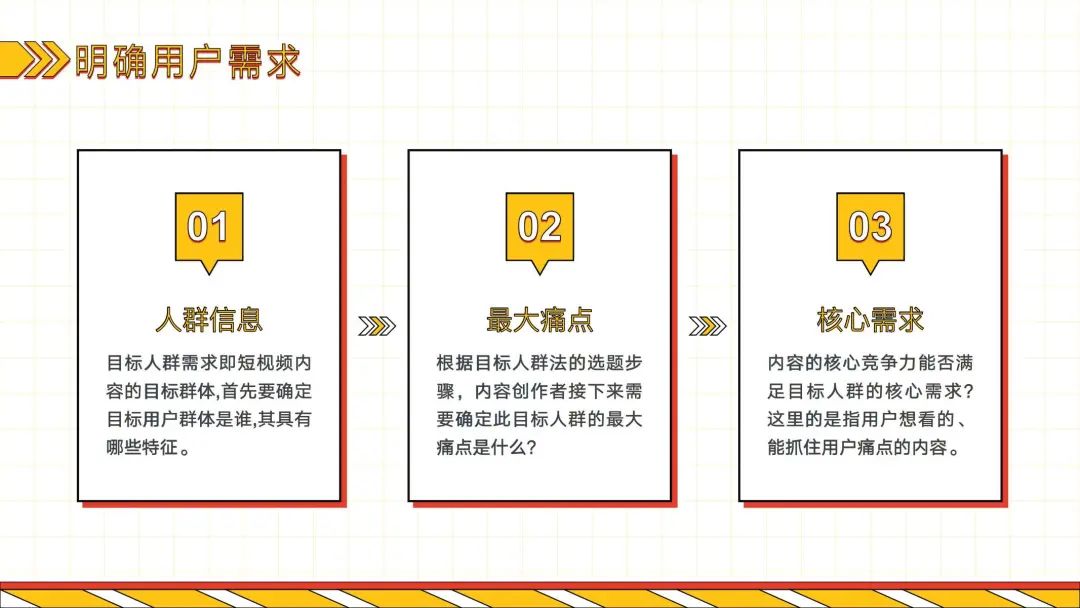 明确用户需求
01
人群信息
目标人群需求即短视频内
容的目标群体,首先要确定
目标用户群体是谁,其具有
哪些特征。
02
最大痛点
根据目标人群法的选题步
骤，内容创作者接下来需
要确定此目标人群的最大
痛点是什么？
03
核心需求
内容的核心竞争力能否满
足目标人群的核心需求？
这里的是指用户想看的、
能抓住用户痛点的内容。